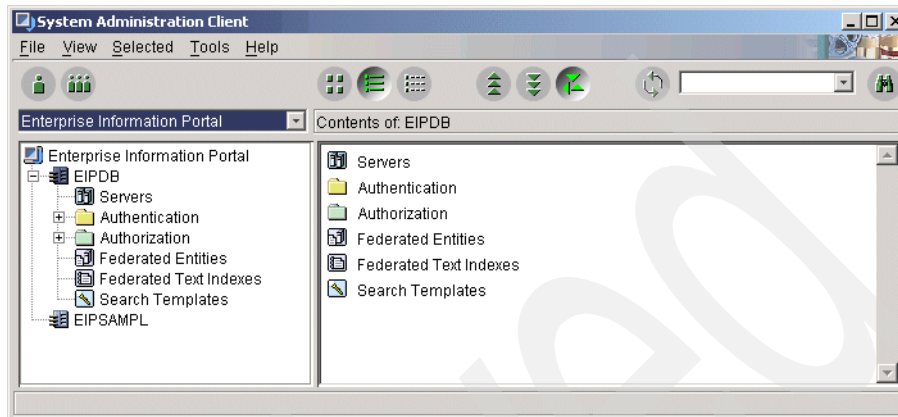 System Administration Client
File View Selected Tools Help
Enterprise Information Portal
Contents of: EIPDB
Enterprise Information Portal
EIPDB
Servers
Authentication
Authorization
Federated Entities
Federated Text Indexes
Search Templates
EIPSAMPL
Servers
Authentication
Authorization
Federated Entities
Federated Text Indexes
Search Templates